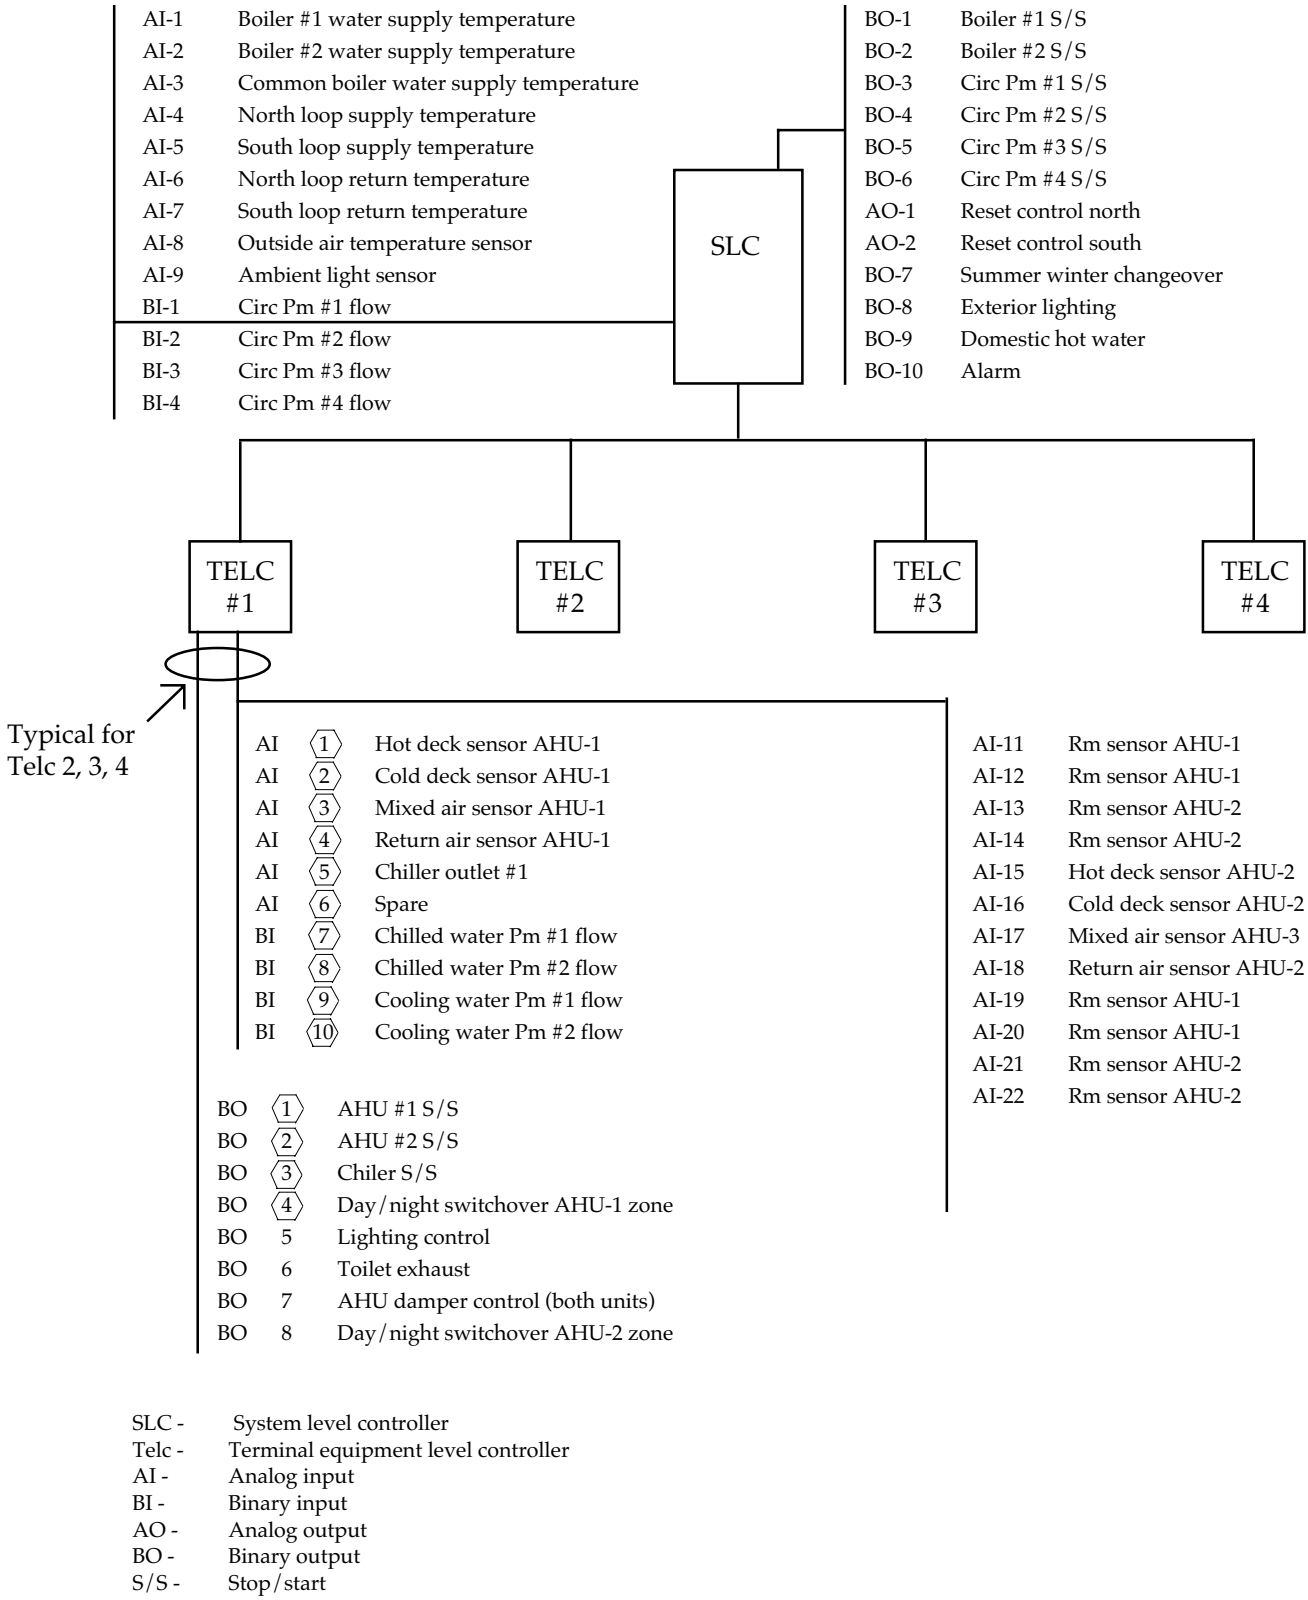 AI-1 Boiler #1 water supply temperature
AI-2 Boiler #2 water supply temperature
AI-3 Common boiler water supply temperature
AI-4 North loop supply temperature
AI-5 South loop supply temperature
AI-6 North loop return temperature
AI-7 South loop return temperature
AI-8 Outside air temperature sensor
AI-9 Ambient light sensor
BI-1 Circ Pm #1 flow
BI-2 Circ Pm #2 flow
BI-3 Circ Pm #3 flow
BI-4 Circ Pm #4 flow
SLC
BO-1 Boiler #1 S/S
BO-2 Boiler #2 S/S
BO-3 Circ Pm #1 S/S
BO-4 Circ Pm #2 S/S
BO-5 Circ Pm #3 S/S
BO-6 Circ Pm #4 S/S
AO-1 Reset control north
AO-2 Reset control south
BO-7 Summer winter changeover
BO-8 Exterior lighting
BO-9 Domestic hot water
BO-10 Alarm
TELC
#1
TELC
#2
TELC
#3
TELC
#4
Typical for
Telc 2, 3, 4
AI 1 Hot deck sensor AHU-1
AI 2 Cold deck sensor AHU-1
AI 3 Mixed air sensor AHU-1
AI 4 Return air sensor AHU-1
AI 5 Chiller outlet #1
AI 6 Spare
BI 7 Chilled water Pm #1 flow
BI 8 Chilled water Pm #2 flow
BI 9 Cooling water Pm #1 flow
BI 10 Cooling water Pm #2 flow
AI-11 Rm sensor AHU-1
AI-12 Rm sensor AHU-1
AI-13 Rm sensor AHU-2
AI-14 Rm sensor AHU-2
AI-15 Hot deck sensor AHU-2
AI-16 Cold deck sensor AHU-2
AI-17 Mixed air sensor AHU-3
AI-18 Return air sensor AHU-2
AI-19 Rm sensor AHU-1
AI-20 Rm sensor AHU-1
AI-21 Rm sensor AHU-2
AI-22 Rm sensor AHU-2
BO 1 AHU #1 S/S
BO 2 AHU #2 S/S
BO 3 Chiler S/S
BO 4 Day/night switchover AHU-1 zone
BO 5 Lighting control
BO 6 Toilet exhaust
BO 7 AHU damper control (both units)
BO 8 Day/night switchover AHU-2 zone
SLC - System level controller
Telc - Terminal equipment level controller
AI - Analog input
BI - Binary input
AO - Analog output
BO - Binary output
S/S - Stop/start